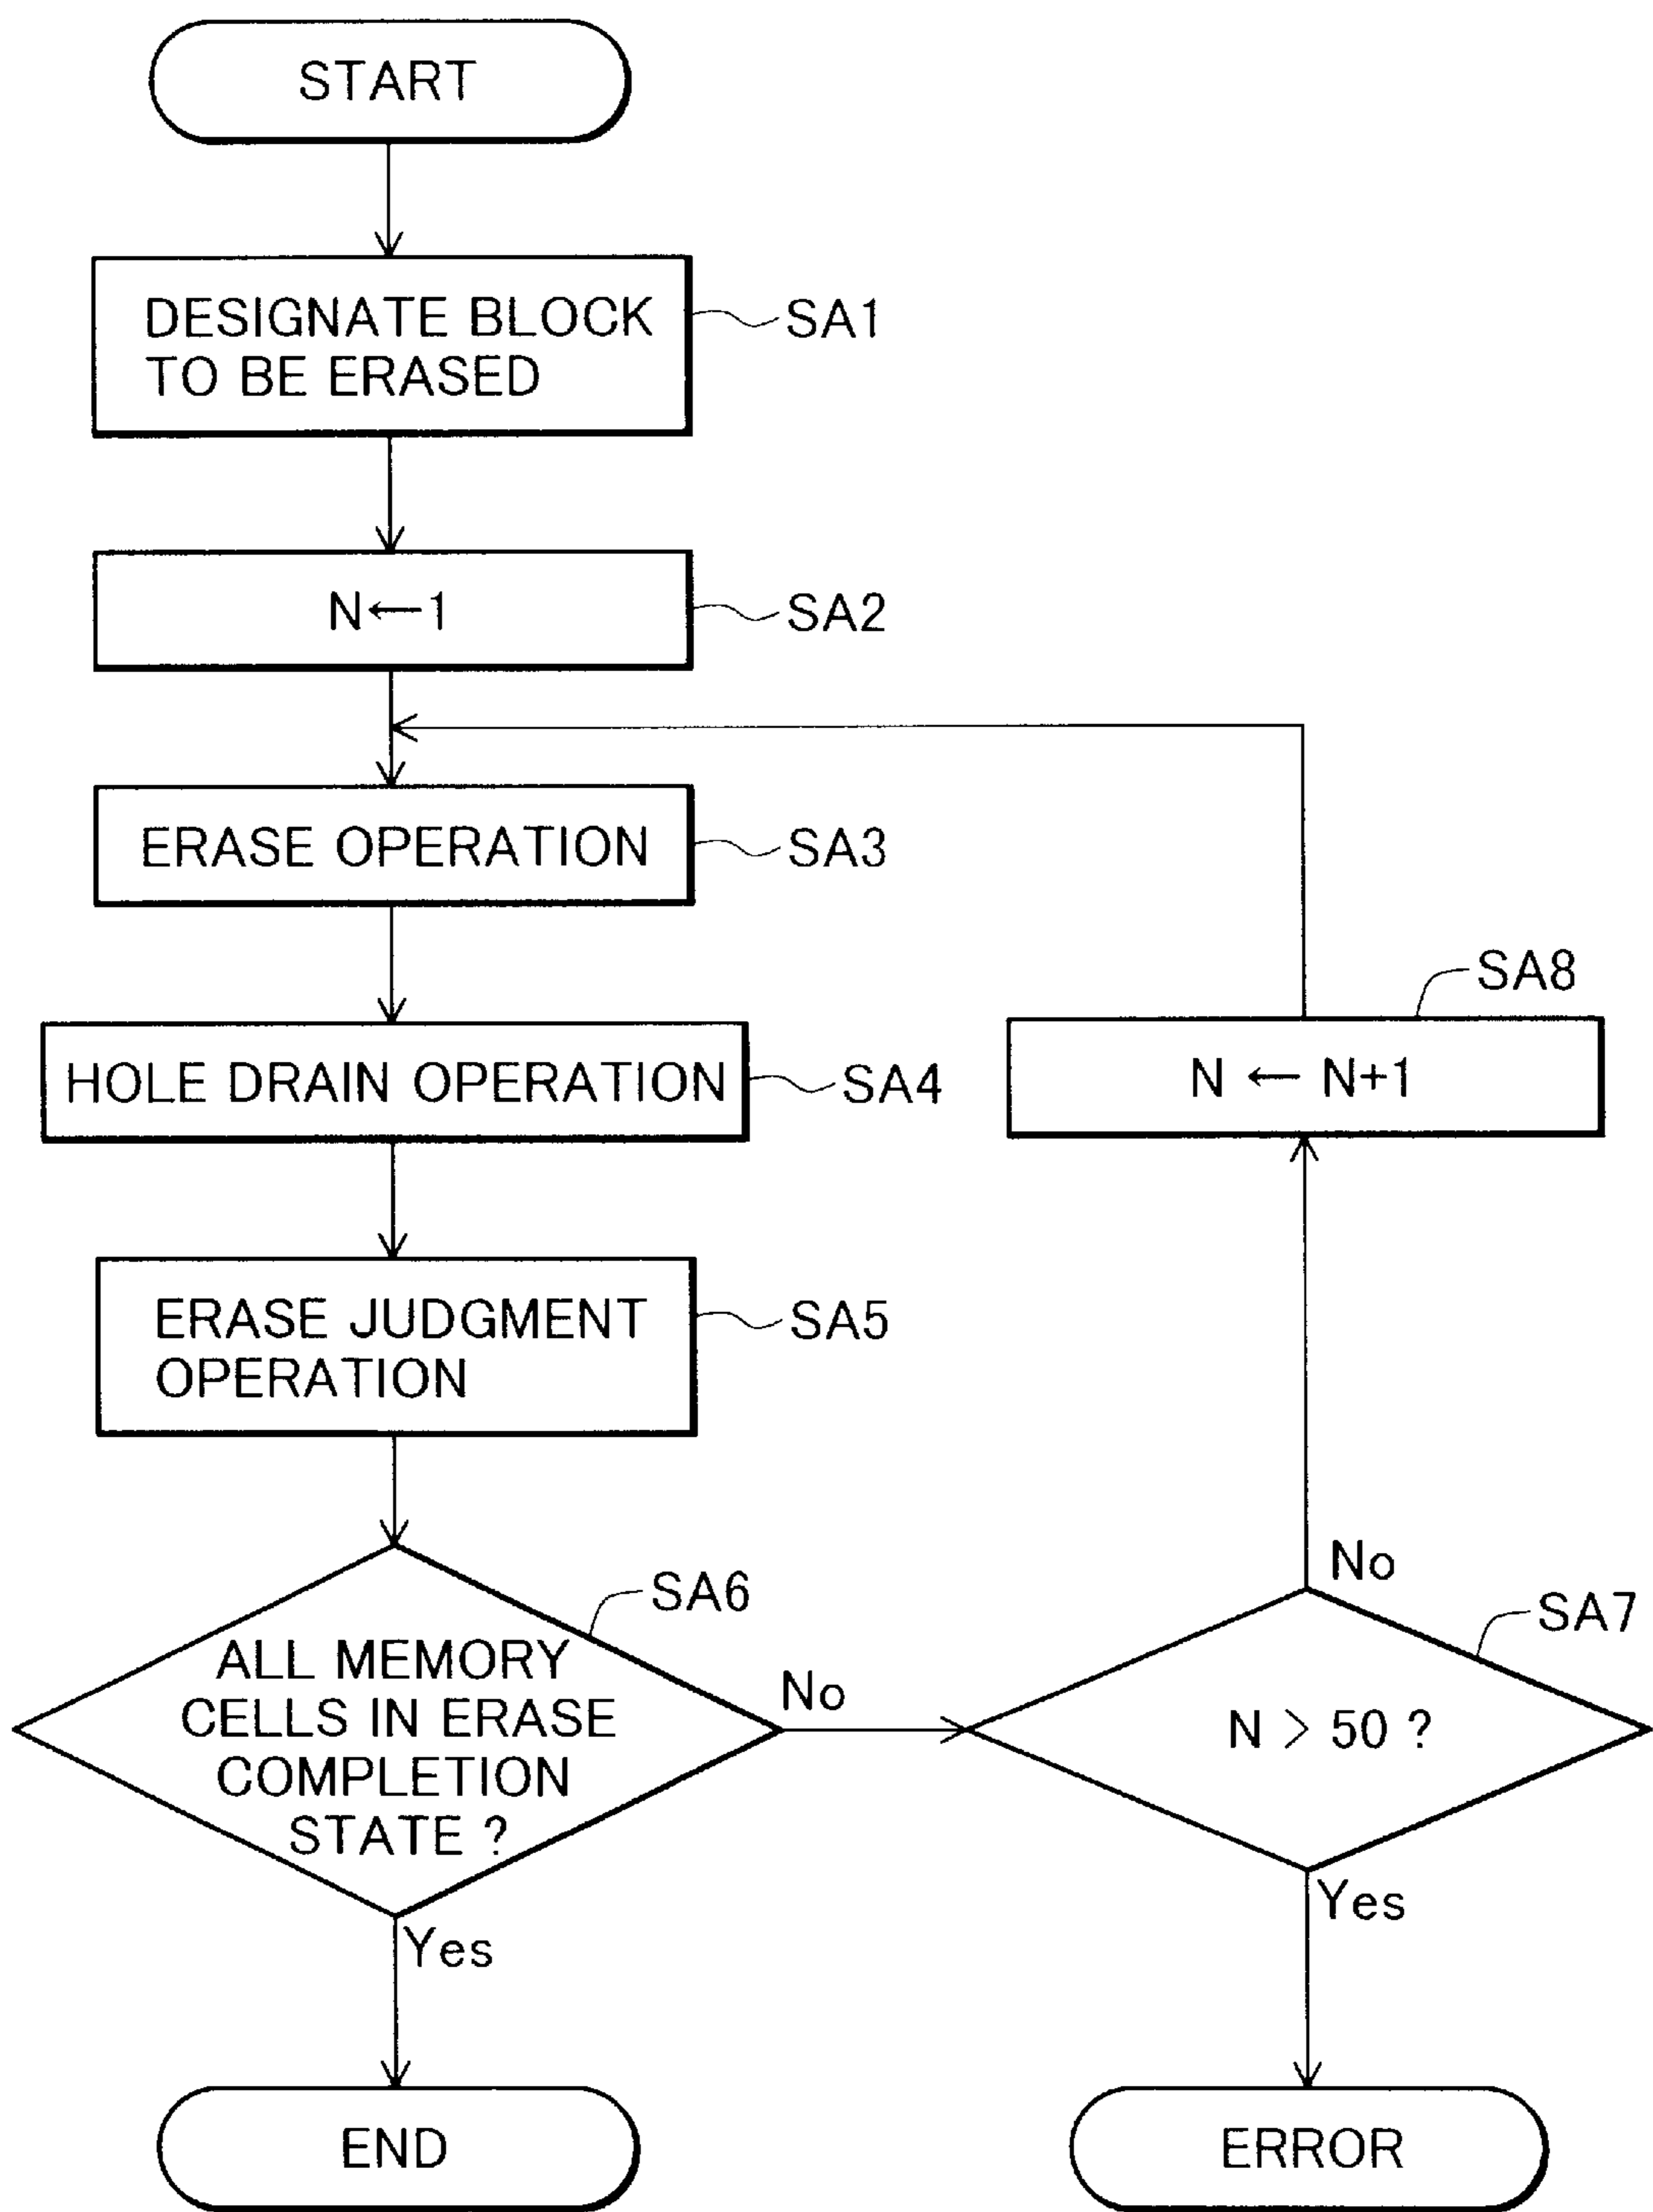 START
DESIGNATE BLOCK
TO BE ERASED
SA1
N←1
SA2
ERASE OPERATION
SA3
HOLE DRAIN OPERATION
SA4
ERASE JUDGMENT
OPERATION
SA5
ALL MEMORY
CELLS IN ERASE
COMPLETION
STATE ?
SA6
No
Yes
END
N > 50 ?
SA7
No
Yes
N ← N+1
SA8
ERROR